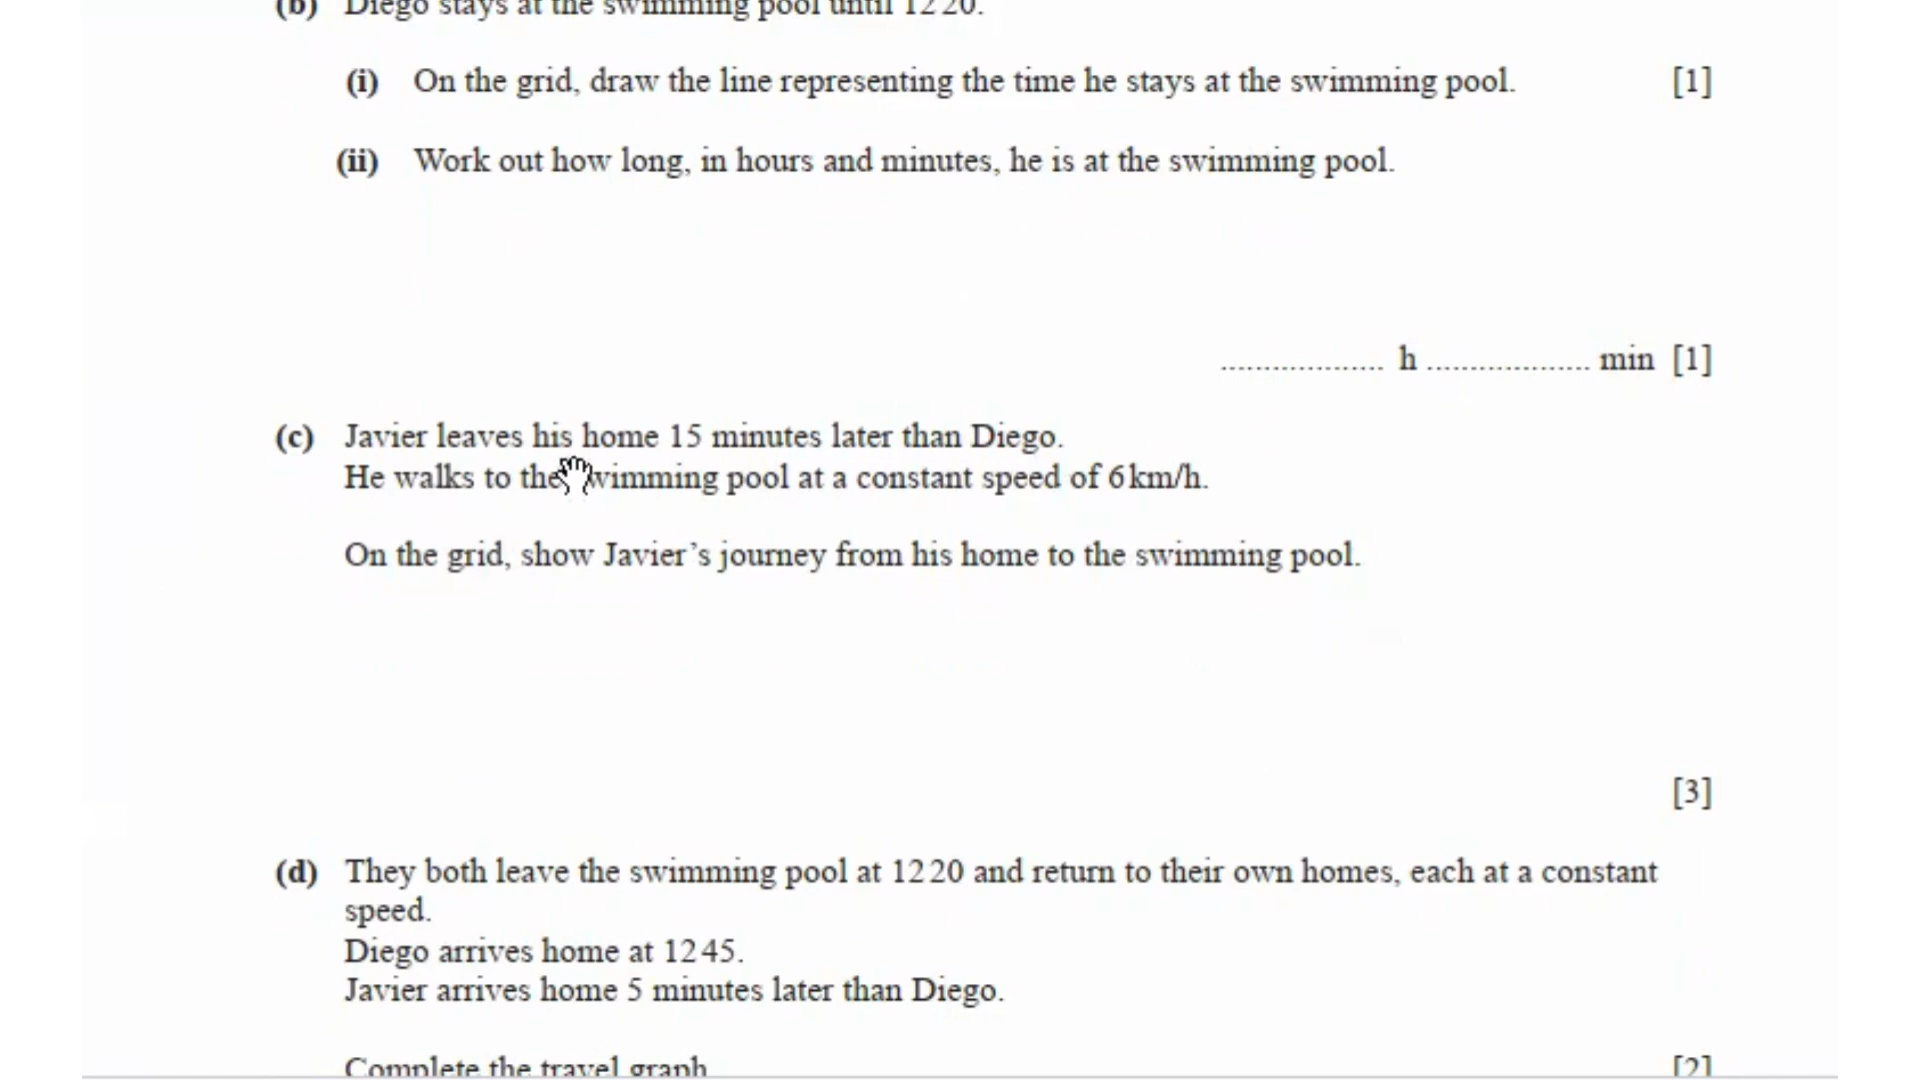 (b) Diego stays at the swimming pool until 12 20.
(i) On the grid, draw the line representing the time he stays at the swimming pool. [1]
(ii) Work out how long, in hours and minutes, he is at the swimming pool.
................... h ................... min [1]
(c) Javier leaves his home 15 minutes later than Diego.
He walks to the swimming pool at a constant speed of 6 km/h.
On the grid, show Javier's journey from his home to the swimming pool.
[3]
(d) They both leave the swimming pool at 12 20 and return to their own homes, each at a constant
speed.
Diego arrives home at 12 45.
Javier arrives home 5 minutes later than Diego.
Complete the travel graph [2]